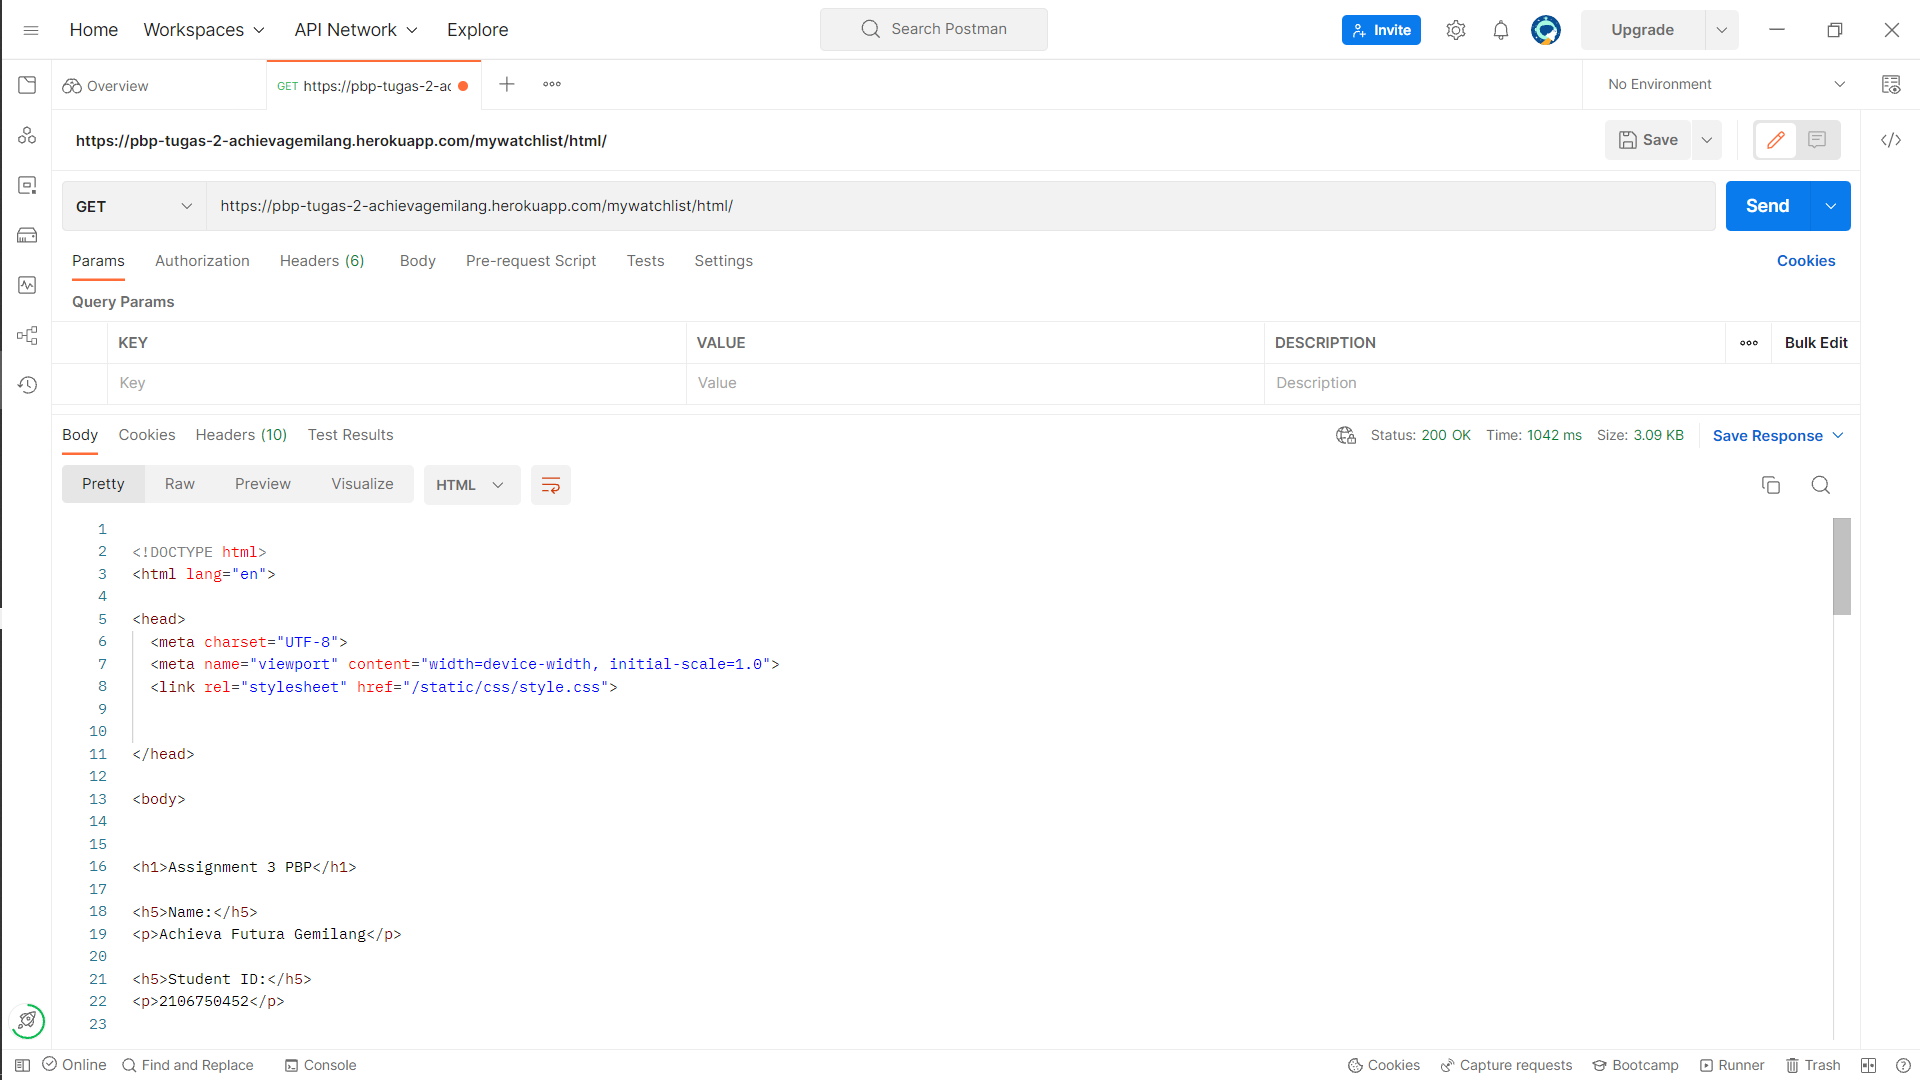 Home Workspaces API Network Explore Search Postman Invite Upgrade
Overview GET https://pbp-tugas-2-ac No Environment
https://pbp-tugas-2-achievagemilang.herokuapp.com/mywatchlist/html/ Save
GET https://pbp-tugas-2-achievagemilang.herokuapp.com/mywatchlist/html/ Send
Params Authorization Headers (6) Body Pre-request Script Tests Settings Cookies
Query Params
KEY VALUE DESCRIPTION Bulk Edit
Key Value Description
Body Cookies Headers (10) Test Results Status: 200 OK Time: 1042 ms Size: 3.09 KB Save Response
Pretty Raw Preview Visualize HTML
1
2 <!DOCTYPE html>
3 <html lang="en">
4
5 <head>
6 <meta charset="UTF-8">
7 <meta name="viewport" content="width=device-width, initial-scale=1.0">
8 <link rel="stylesheet" href="/static/css/style.css">
9
10
11 </head>
12
13 <body>
14
15
16 <h1>Assignment 3 PBP</h1>
17
18 <h5>Name:</h5>
19 <p>Achieva Futura Gemilang</p>
20
21 <h5>Student ID:</h5>
22 <p>2106750452</p>
23
Online Find and Replace Console Cookies Capture requests Bootcamp Runner Trash